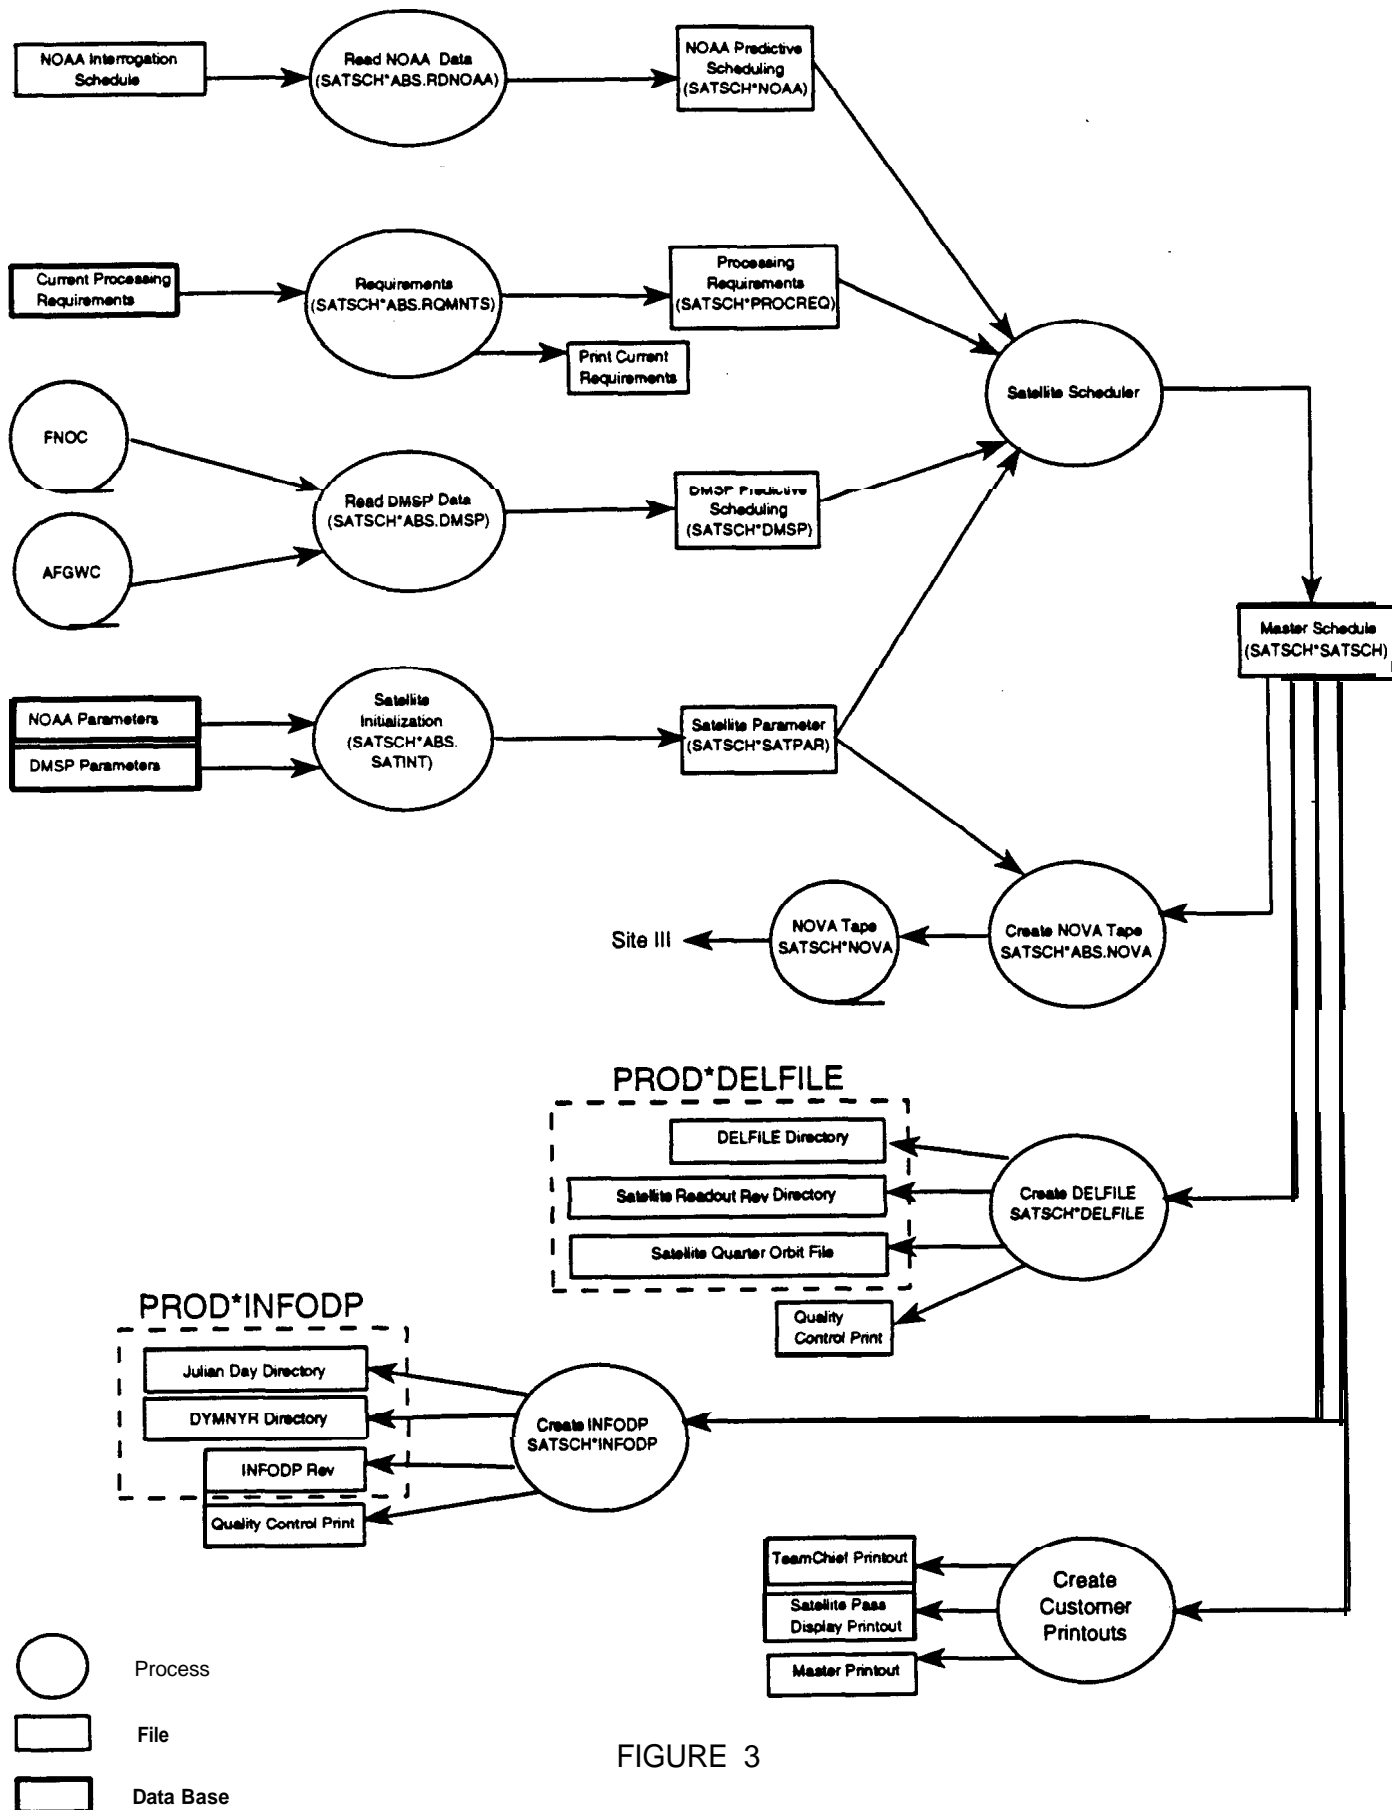 NOAA Interrogation
Schedule
Read NOAA Data
(SATSCH*ABS.RDNOAA)
NOAA Predictive
Scheduling
(SATSCH*NOAA)
Current Processing
Requirements
Requirements
(SATSCH*ABS.RQMNTS)
Processing
Requirements
(SATSCH*PROCREQ)
Print Current
Requirements
Satellite Scheduler
FNOC
AFGWC
Read DMSP Data
(SATSCH*ABS.DMSP)
DMSP Predictive
Scheduling
(SATSCH*DMSP)
Master Schedule
(SATSCH*SATSCH)
NOAA Parameters
DMSP Parameters
Satellite
Initialization
(SATSCH*ABS.
SATINT)
Satellite Parameter
(SATSCH*SATPAR)
Site III
NOVA Tape
SATSCH*NOVA
Create NOVA Tape
SATSCH*ABS.NOVA
PROD*DELFILE
DELFILE Directory
Satellite Readout Rev Directory
Satellite Quarter Orbit File
Quality
Control Print
Create DELFILE
SATSCH*DELFILE
PROD*INFODP
Julian Day Directory
DYMNYR Directory
INFODP Rev
Quality Control Print
Create INFODP
SATSCH*INFODP
TeamChief Printout
Satellite Pass
Display Printout
Master Printout
Create
Customer
Printouts
Process
File
Data Base
FIGURE 3